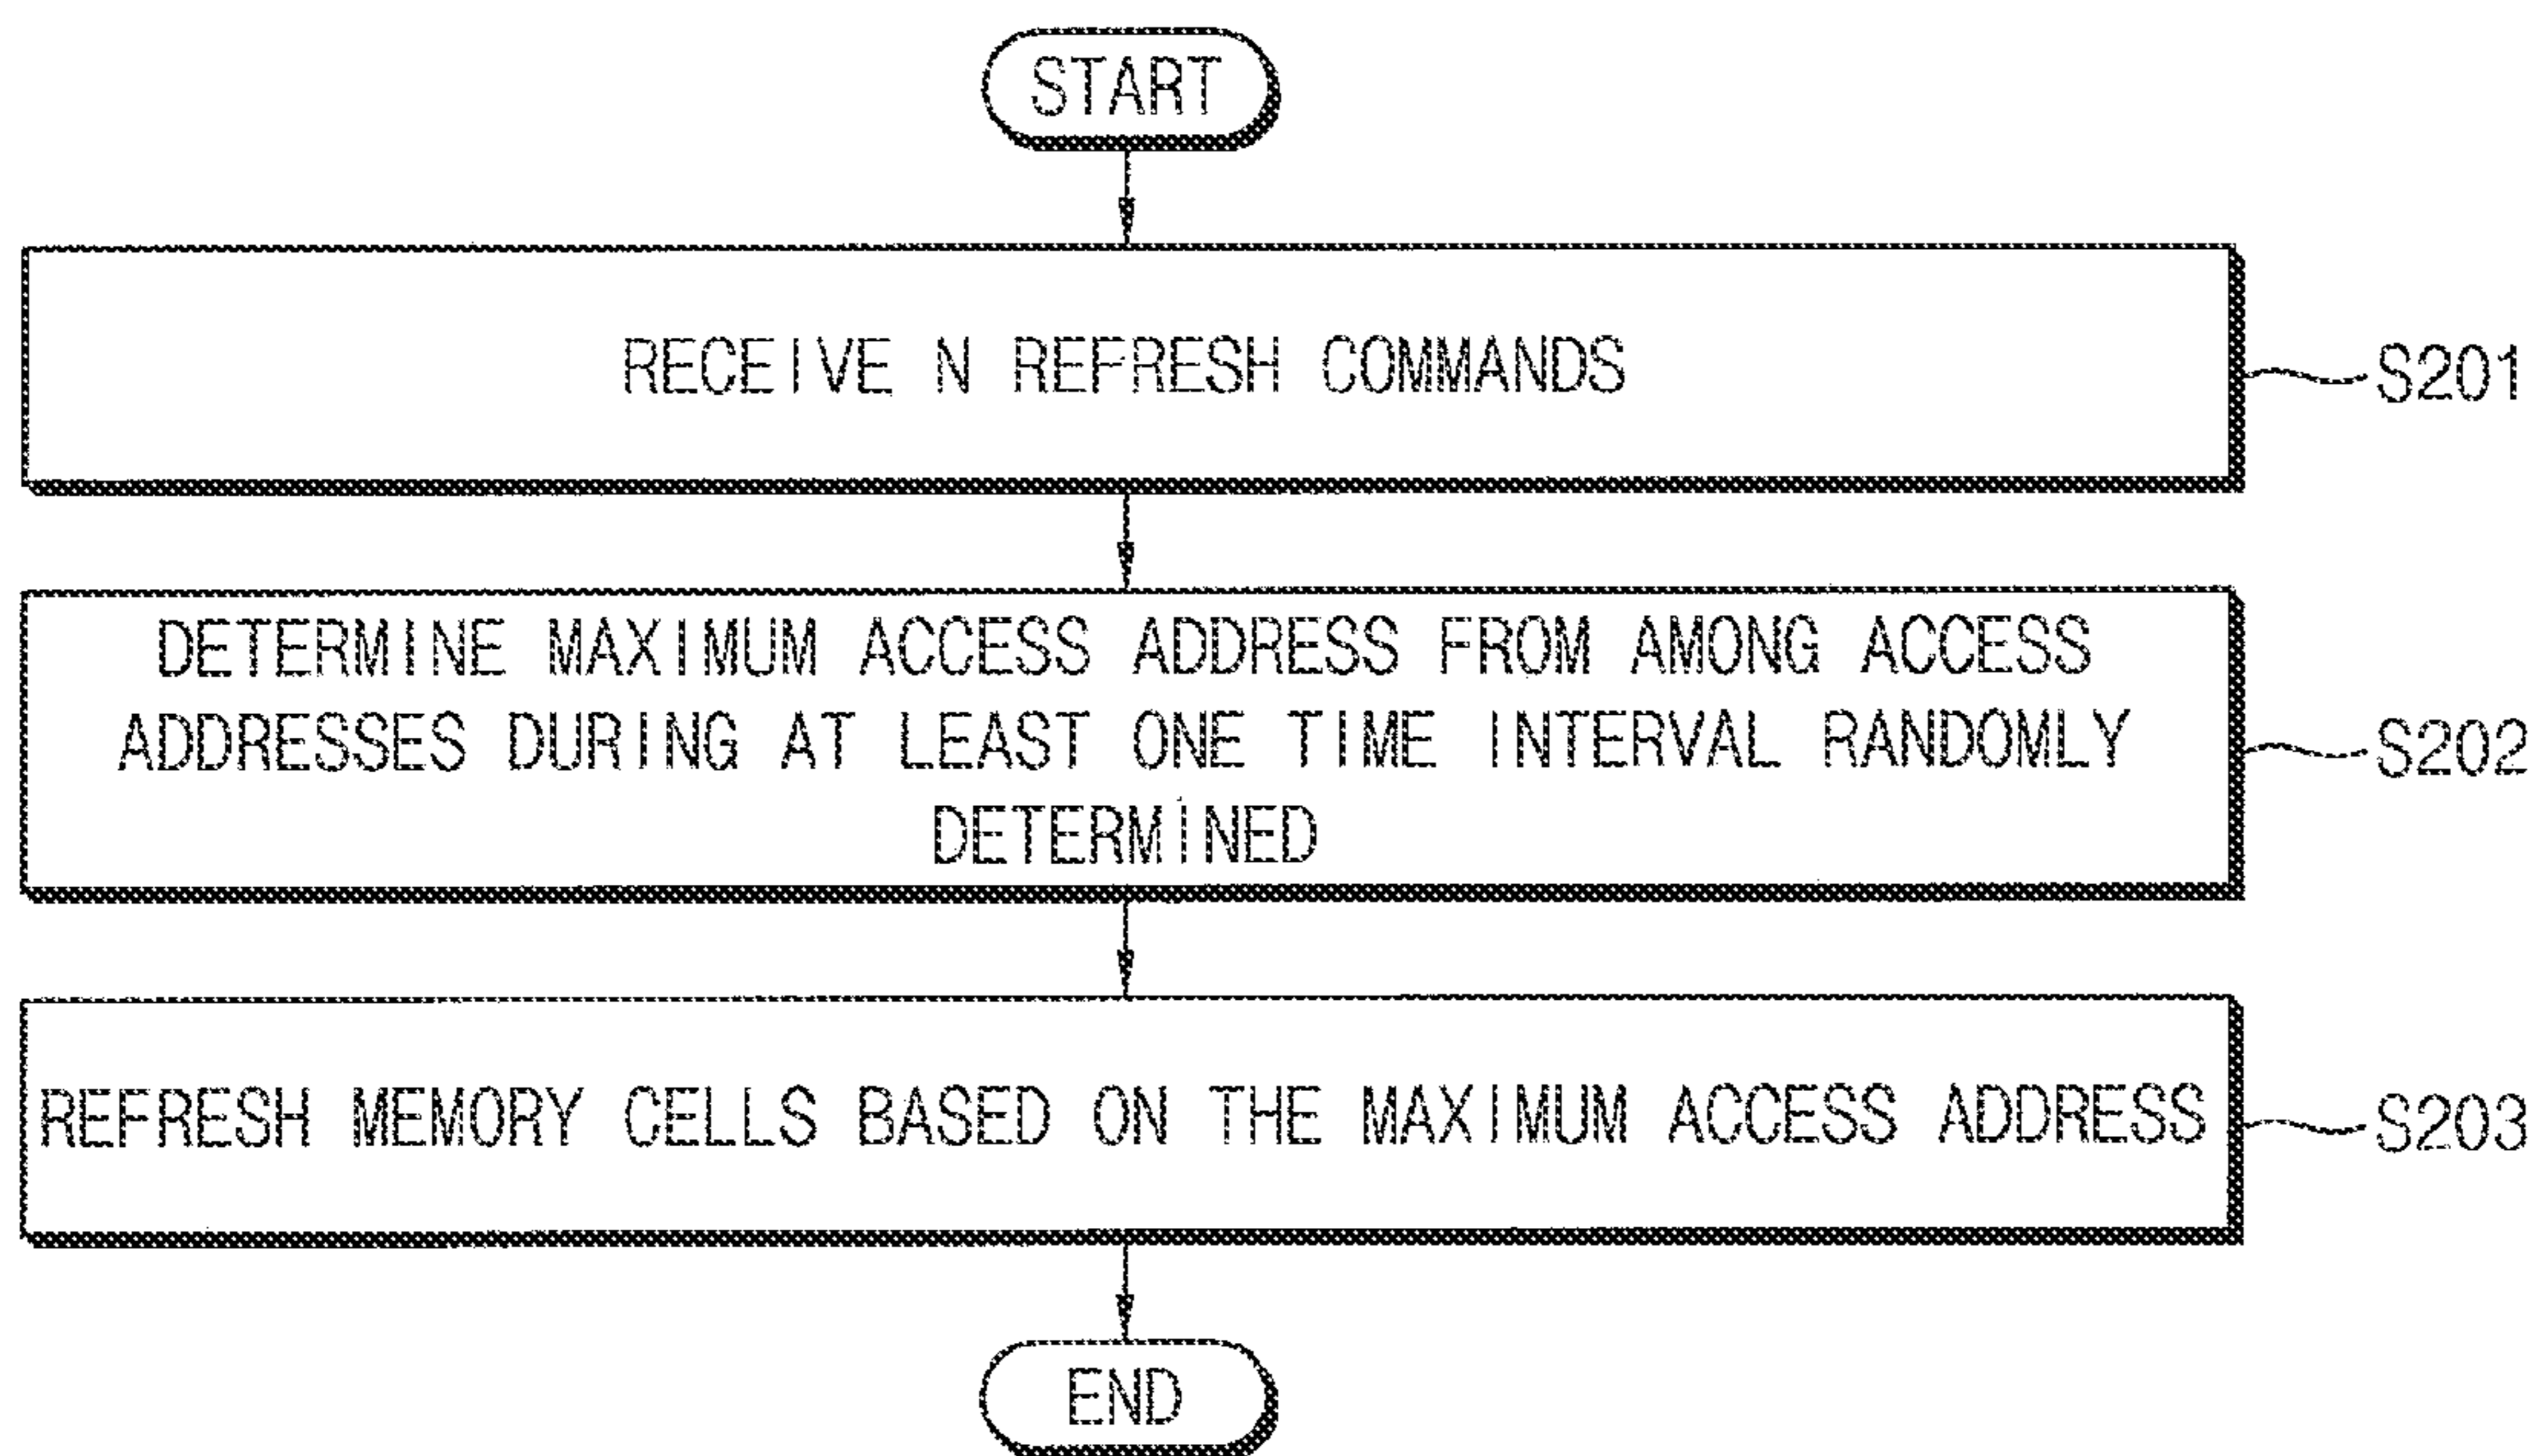 START
RECEIVE N REFRESH COMMANDS
S201
DETERMINE MAXIMUM ACCESS ADDRESS FROM AMONG ACCESS
ADDRESSES DURING AT LEAST ONE TIME INTERVAL RANDOMLY
DETERMINED
S202
REFRESH MEMORY CELLS BASED ON THE MAXIMUM ACCESS ADDRESS
S203
END